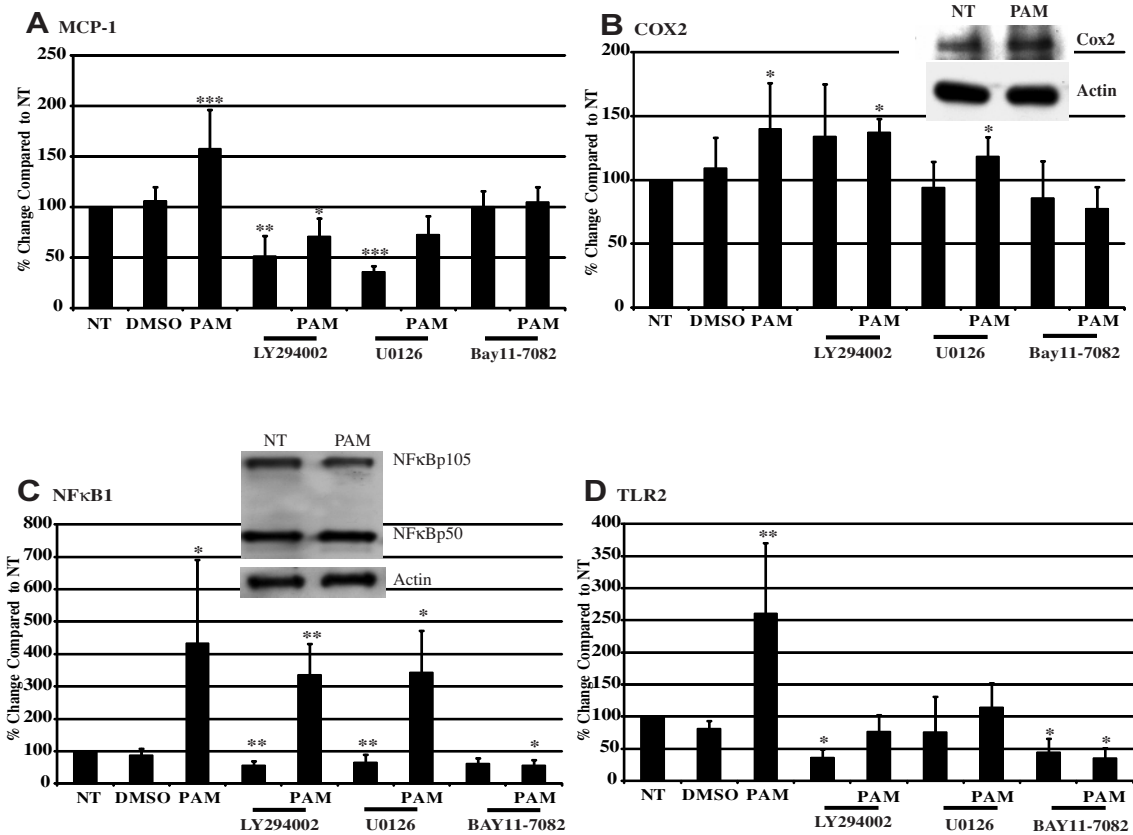 A MCP-1
% Change Compared to NT
250
200
150
100
50
0
***
**
*
***
NT DMSO PAM PAM PAM PAM
LY294002 U0126 Bay11-7082
B COX2
NT PAM
Cox2
Actin
% Change Compared to NT
200
150
100
50
0
*
*
*
NT DMSO PAM PAM PAM PAM
LY294002 U0126 Bay11-7082
C NFκB1
NT PAM
NFκBp105
NFκBp50
Actin
% Change Compared to NT
800
700
600
500
400
300
200
100
0
*
**
**
**
*
*
NT DMSO PAM PAM PAM PAM
LY294002 U0126 BAY11-7082
D TLR2
% Change Compared to NT
400
350
300
250
200
150
100
50
0
**
*
*
*
NT DMSO PAM PAM PAM PAM
LY294002 U0126 BAY11-7082